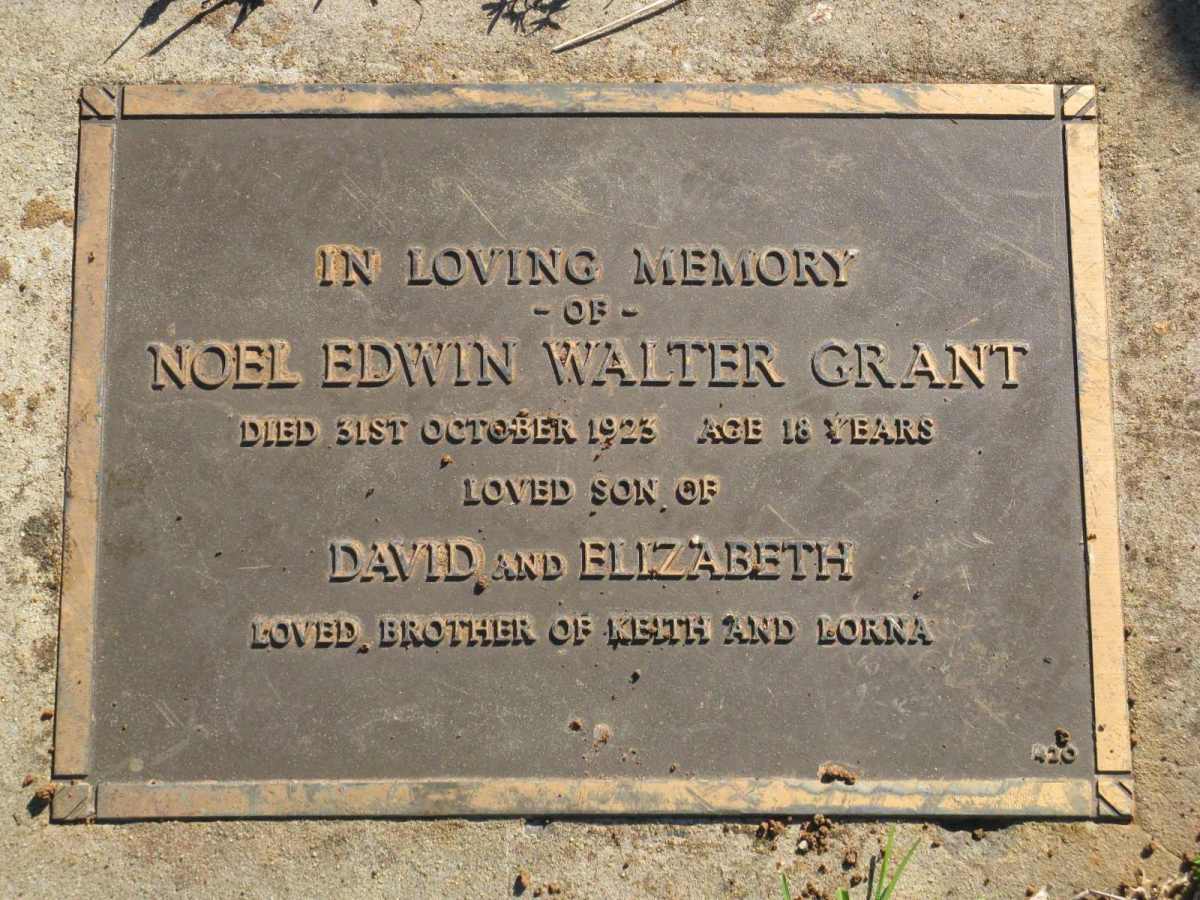 IN LOVING MEMORY
- OF -
NOEL EDWIN WALTER GRANT
DIED 31ST OCTOBER 1923 AGE 18 YEARS
LOVED SON OF
DAVID AND ELIZABETH
LOVED BROTHER OF KEITH AND LORNA
C
420